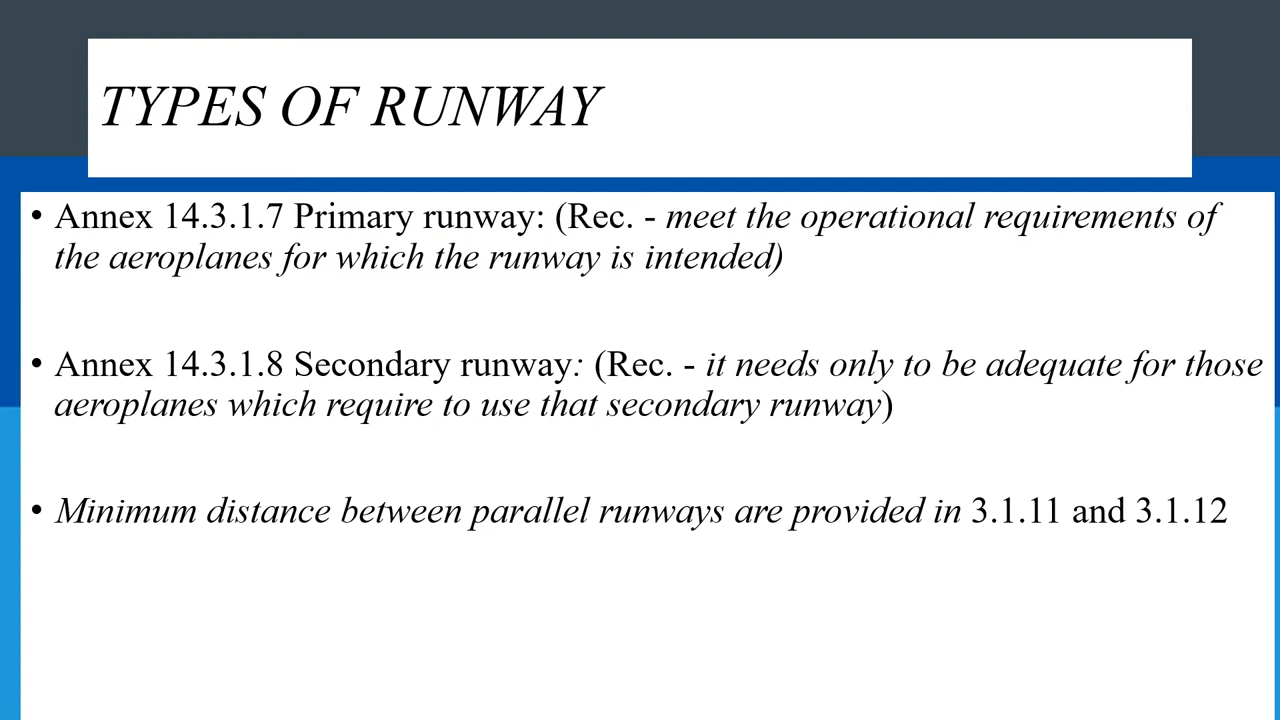 TYPES OF RUNWAY
• Annex 14.3.1.7 Primary runway: (Rec. - meet the operational requirements of
the aeroplanes for which the runway is intended)
• Annex 14.3.1.8 Secondary runway: (Rec. - it needs only to be adequate for those
aeroplanes which require to use that secondary runway)
• Minimum distance between parallel runways are provided in 3.1.11 and 3.1.12